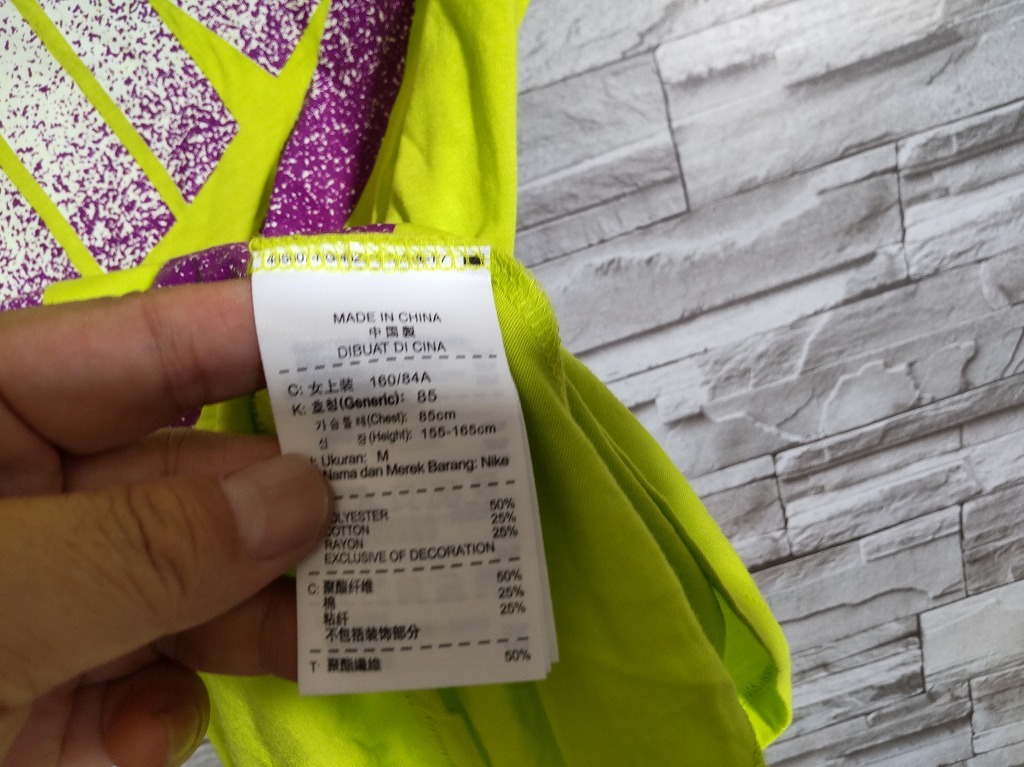 MADE IN CHINA
中国製
DIBUAT DI CINA
C: 女上装 160/84A
K: 호칭(Generic): 85
가슴둘레(Chest): 85cm
신 장(Height): 155-165cm
Ukuran: M
Nama dan Merek Barang: Nike
OLYESTER 50%
COTTON 25%
RAYON 25%
EXCLUSIVE OF DECORATION
C: 聚酯纤维 50%
棉 25%
粘纤 25%
不包括装饰部分
T: 聚酯纖維 50%